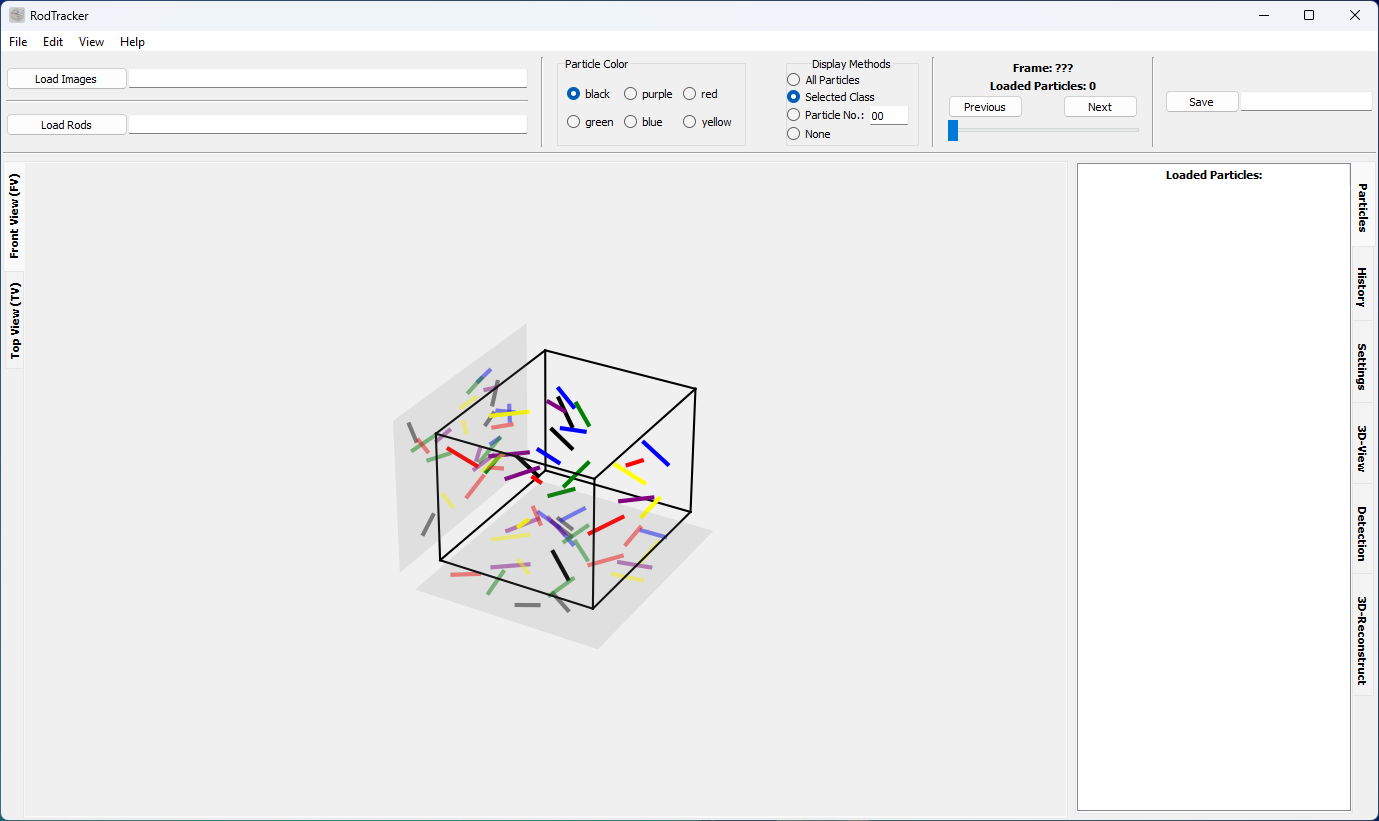 RodTracker
File Edit View Help
Load Images
Load Rods
Particle Color
black purple red
green blue yellow
Display Methods
All Particles
Selected Class
Particle No.: 00
None
Frame: ???
Loaded Particles: 0
Previous Next
Save
Front View (FV)
Top View (TV)
Loaded Particles:
Particles
History
Settings
3D-View
Detection
3D-Reconstruct